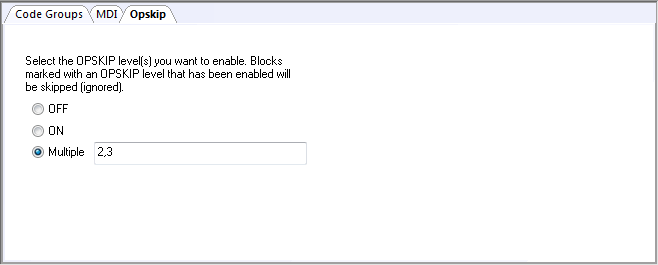 Code Groups MDI Opskip
Select the OPSKIP level(s) you want to enable. Blocks
marked with an OPSKIP level that has been enabled will
be skipped (ignored).
OFF
ON
Multiple 2,3